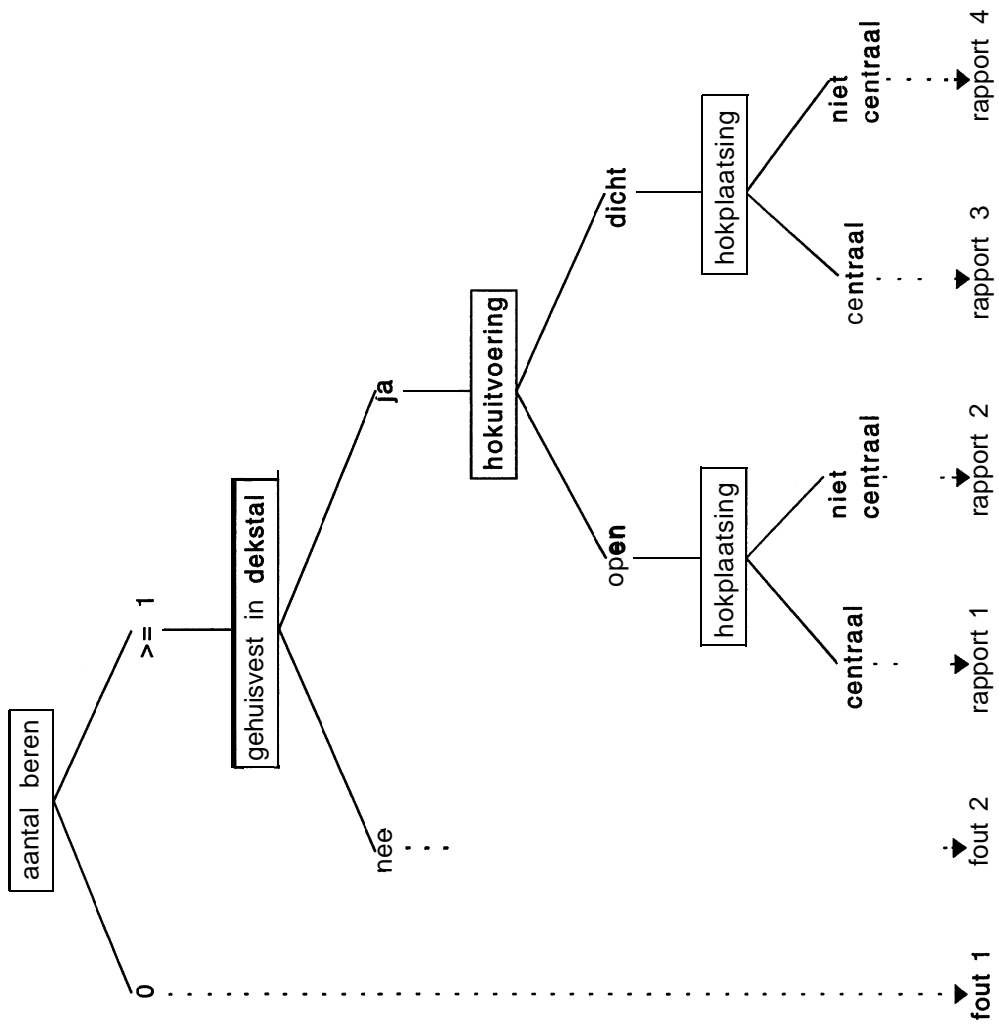 aantal beren
0
>= 1
gehuisvest in dekstal
nee
ja
hokuitvoering
open
dicht
hokplaatsing
hokplaatsing
centraal
niet
centraal
centraal
niet
centraal
fout 1
fout 2
rapport 1
rapport 2
rapport 3
rapport 4